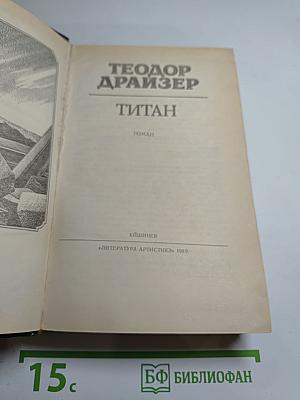 ТЕОДОР
ДРАЙЗЕР
ТИТАН
РОМАН
КИШИНЕВ
«ЛИТЕРАТУРА АРТИСТИКЭ» 1989
15с
БФ БИБЛИОФАН